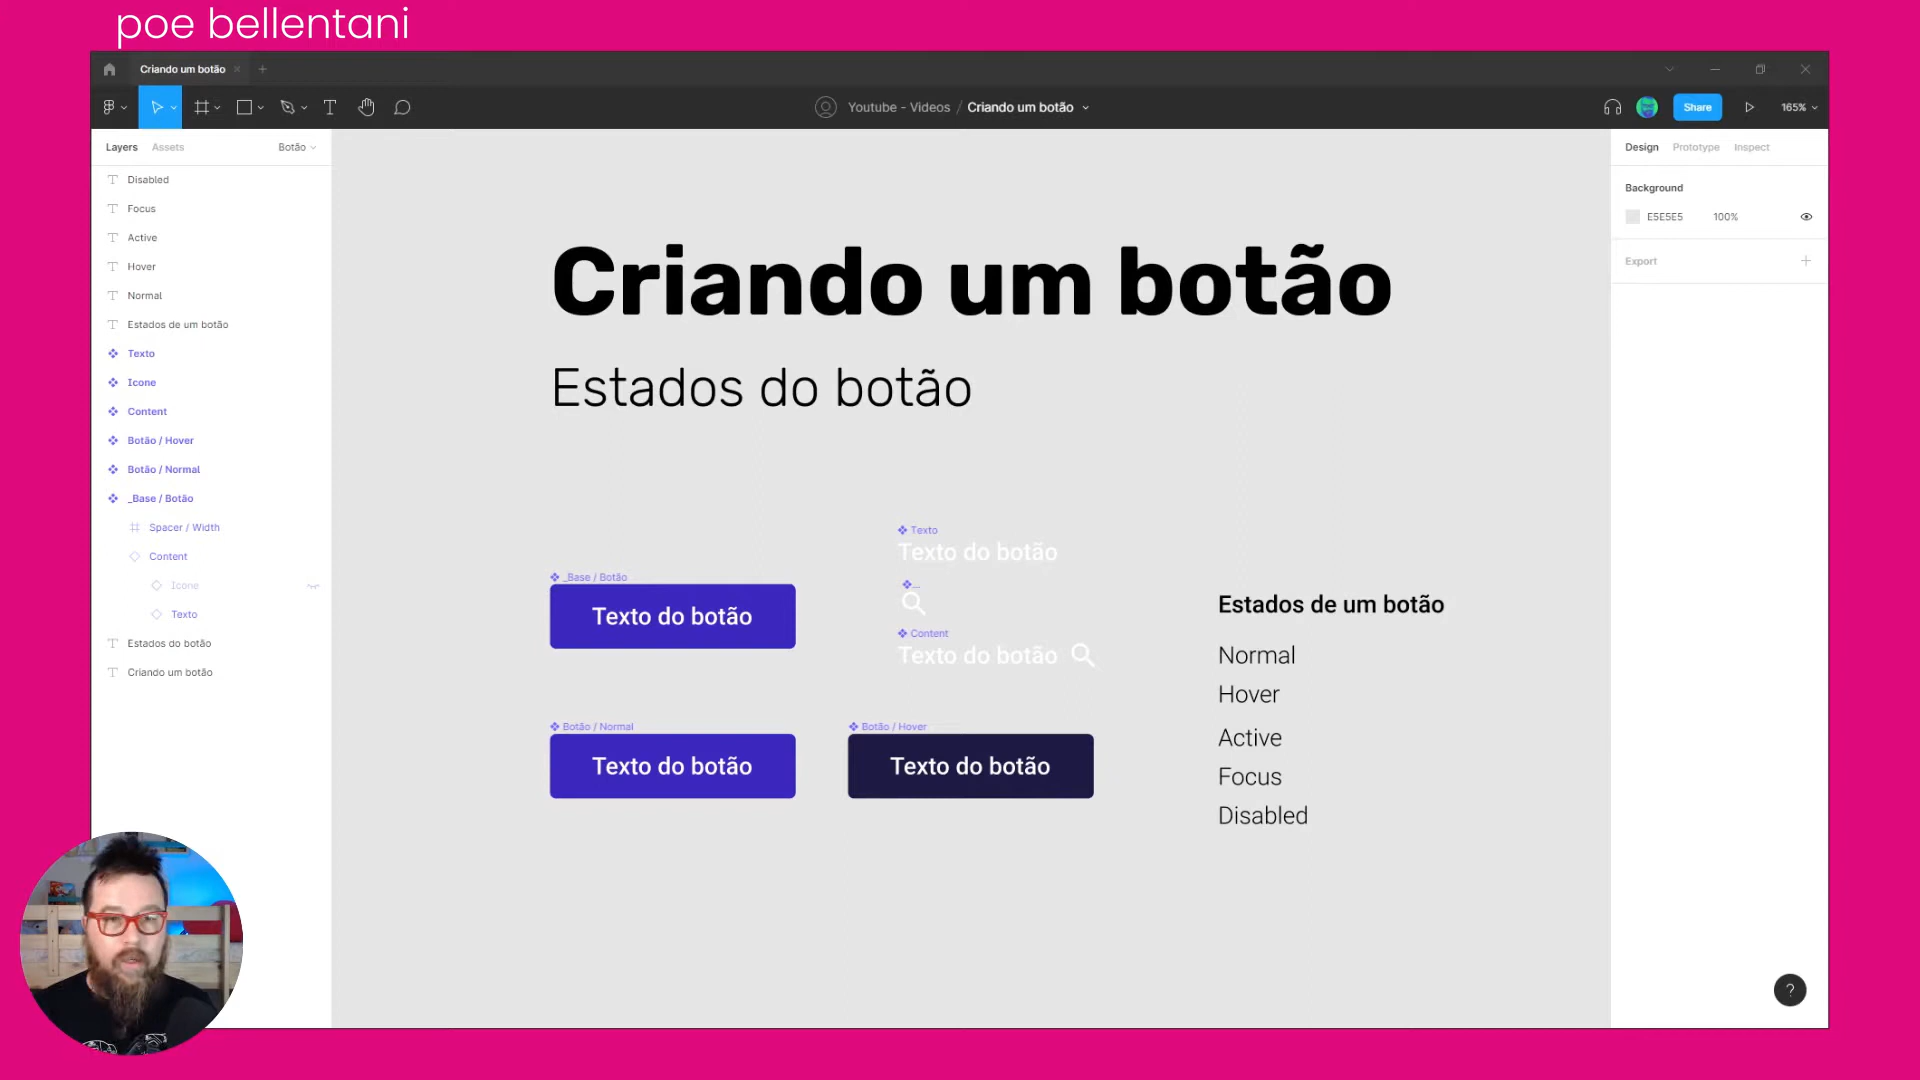 poe bellentani
Criando um botão
Youtube - Videos / Criando um botão
Share
165%
Layers
Assets
Botão
Disabled
Focus
Active
Hover
Normal
Estados de um botão
Texto
Icone
Content
Botão / Hover
Botão / Normal
_Base / Botão
Spacer / Width
Content
Icone
Texto
Estados do botão
Criando um botão
Criando um botão
Estados do botão
Texto
Texto do botão
...
Content
Texto do botão
_Base / Botão
Texto do botão
Botão / Normal
Texto do botão
Botão / Hover
Texto do botão
Estados de um botão
Normal
Hover
Active
Focus
Disabled
Design
Prototype
Inspect
Background
E5E5E5
100%
Export
?